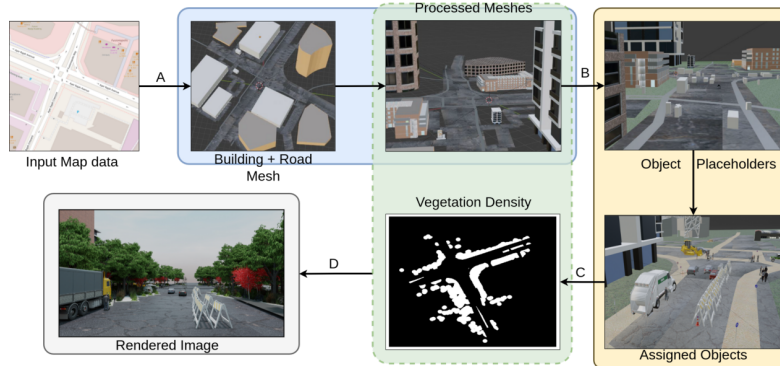 Processed Meshes
A
B
Input Map data
Building + Road
Mesh
Object Placeholders
Vegetation Density
D
C
Rendered Image
Assigned Objects